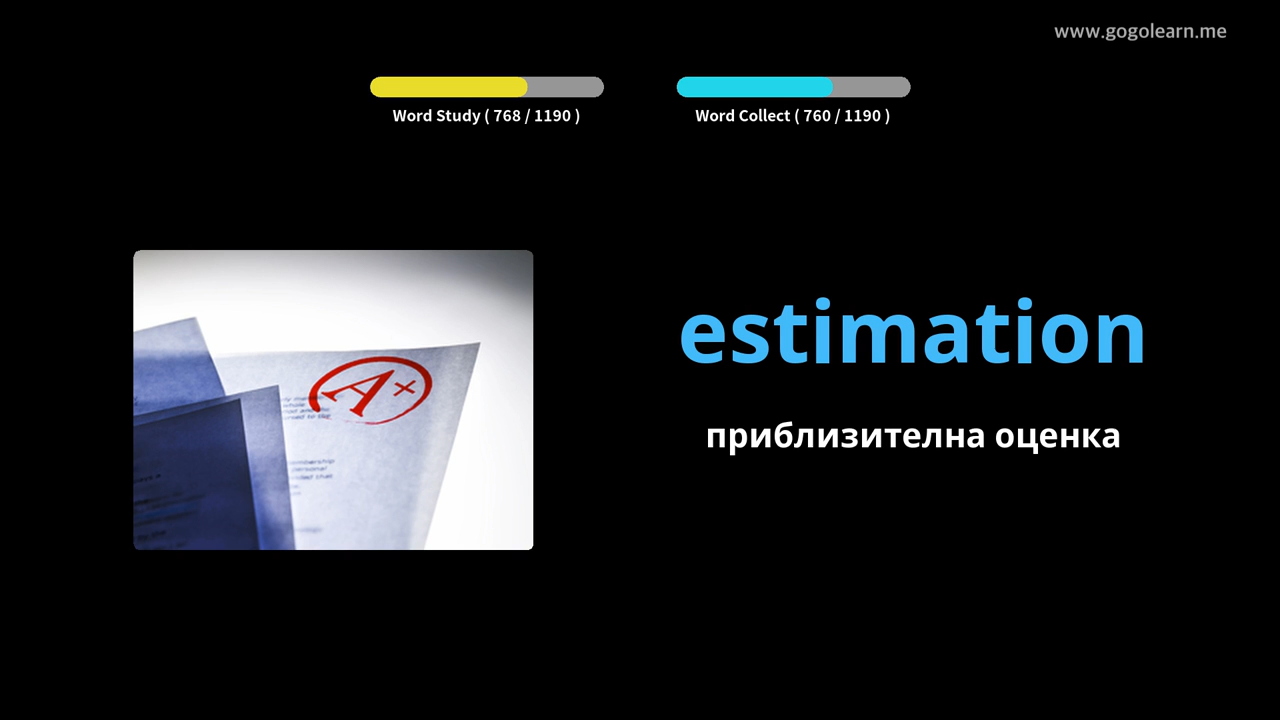 www.gogolearn.me
Word Study ( 768 / 1190 )
Word Collect ( 760 / 1190 )
estimation
приблизителна оценка
A+